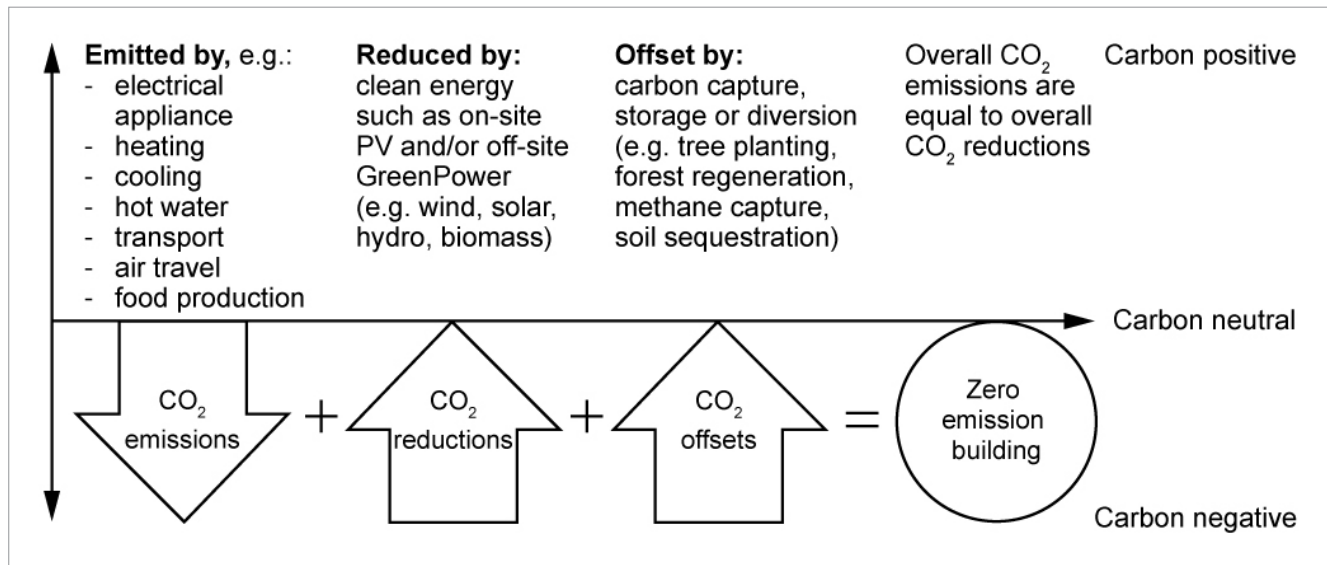 Emitted by, e.g.:
- electrical
appliance
- heating
- cooling
- hot water
- transport
- air travel
- food production
Reduced by:
clean energy
such as on-site
PV and/or off-site
GreenPower
(e.g. wind, solar,
hydro, biomass)
Offset by:
carbon capture,
storage or diversion
(e.g. tree planting,
forest regeneration,
methane capture,
soil sequestration)
Overall CO₂
emissions are
equal to overall
CO₂ reductions
Carbon positive
Carbon neutral
CO₂
emissions
+
CO₂
reductions
+
CO₂
offsets
=
Zero
emission
building
Carbon negative